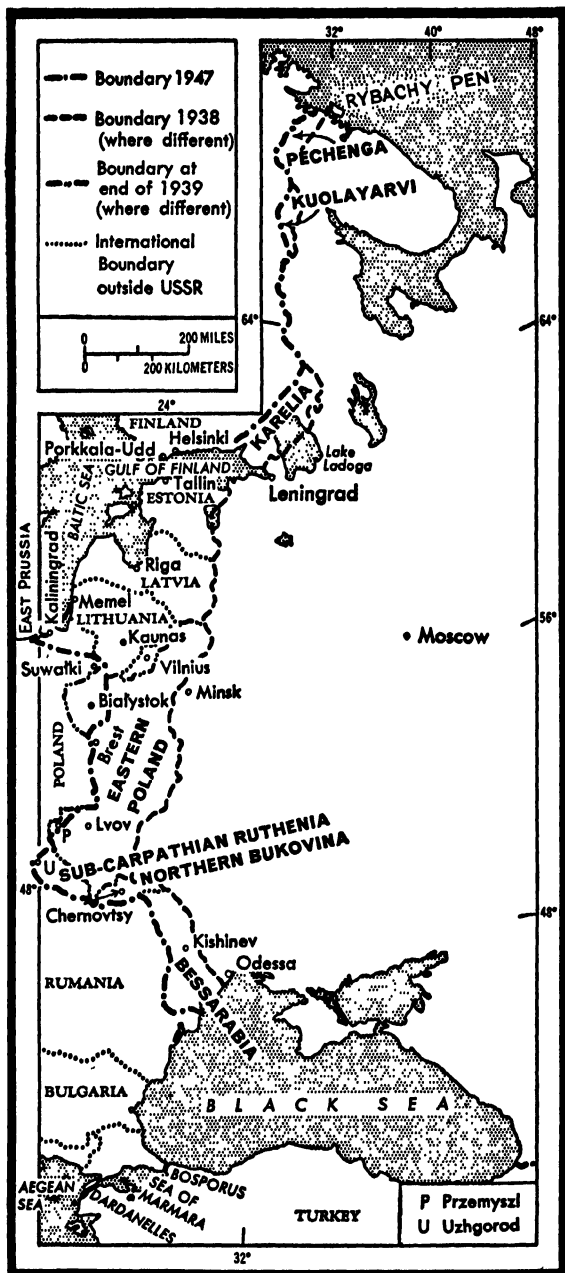 32° 40° 48°
Boundary 1947
Boundary 1938
(where different)
Boundary at
end of 1939
(where different)
International
Boundary
outside USSR
0 200 MILES
0 200 KILOMETERS
RYBACHY PEN
PECHENGA
KUOLAYARVI
64° 64°
24°
FINLAND
KARELIA
Helsinki
Porkkala-Udd
Lake
Ladoga
GULF OF FINLAND
Tallin
Leningrad
ESTONIA
BALTIC SEA
Riga
LATVIA
EAST PRUSSIA
Kaliningrad
Memel
LITHUANIA
56°
Kaunas
Moscow
Suwałki
Vilnius
Minsk
Białystok
Brest
POLAND
EASTERN
POLAND
P
Lvov
U
SUB-CARPATHIAN RUTHENIA
NORTHERN BUKOVINA
48° 48°
Chernovtsy
Kishinev
Odessa
BESSARABIA
RUMANIA
BULGARIA
BLACK SEA
AEGEAN
SEA
BOSPORUS
SEA OF
MARMARA
DARDANELLES
TURKEY
P Przemyszl
U Uzhgorod
32°